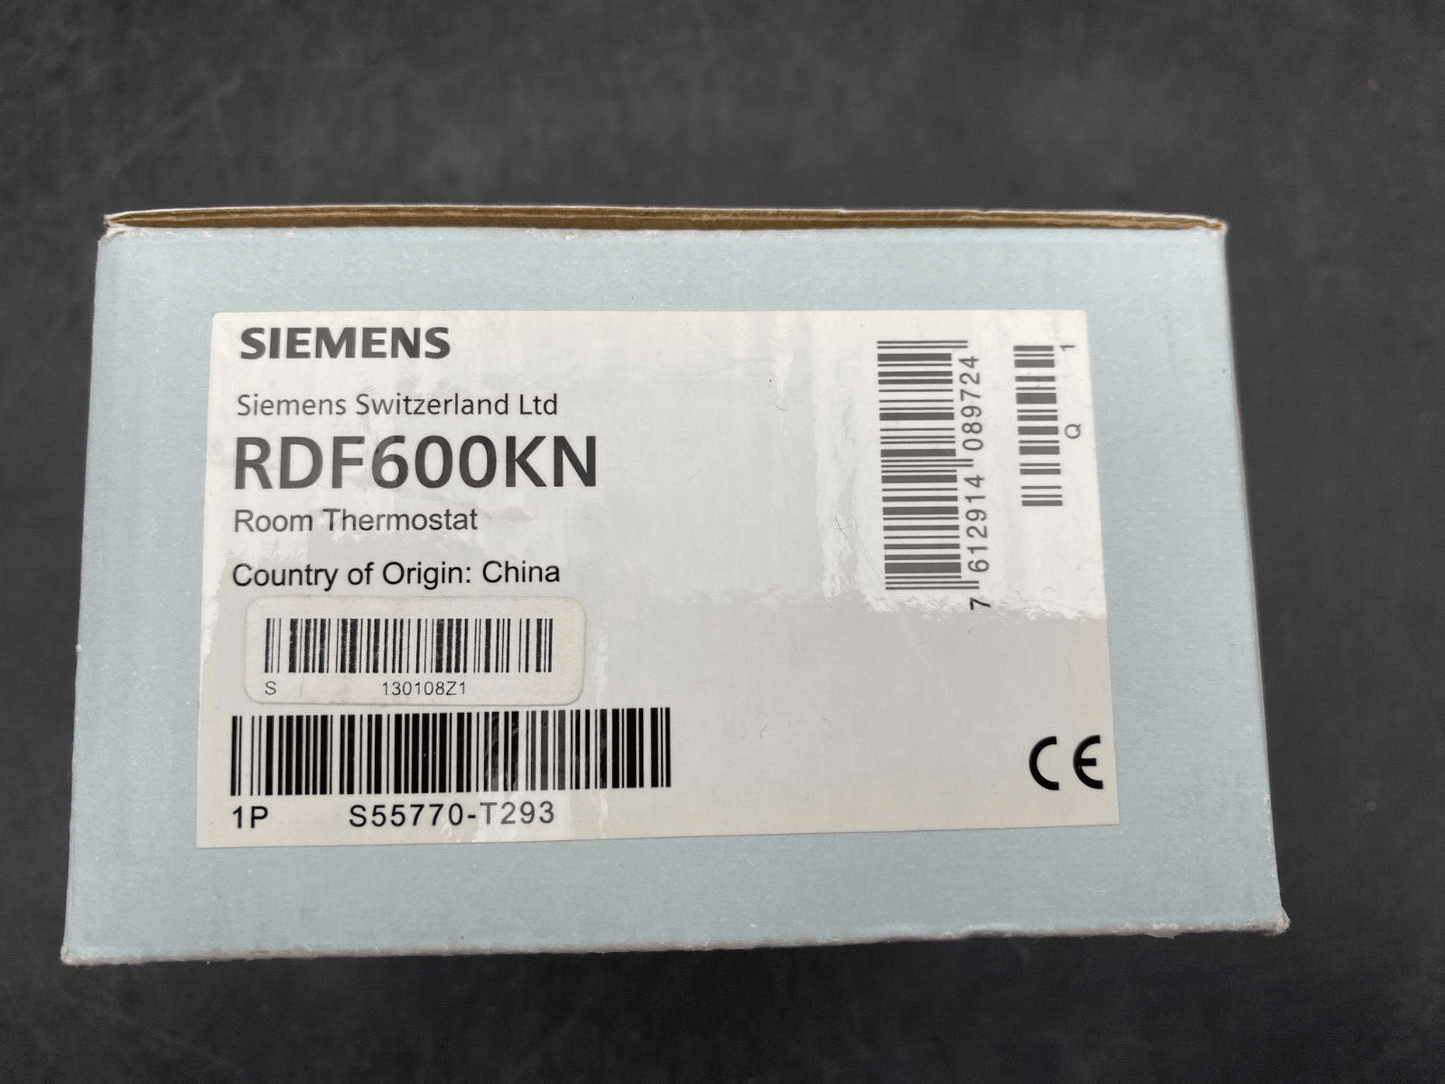 SIEMENS
Siemens Switzerland Ltd
RDF600KN
Room Thermostat
Country of Origin: China
S 130108Z1
1P S55770-T293
7 612914 089724
Q 1
CE